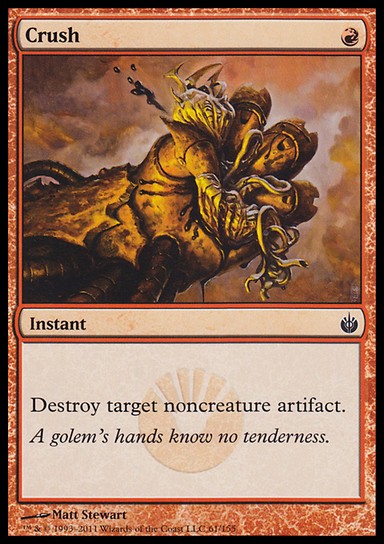 Crush
Instant
Destroy target noncreature artifact.
A golem's hands know no tenderness.
Matt Stewart
™ & © 1993-2011 Wizards of the Coast LLC 61/155